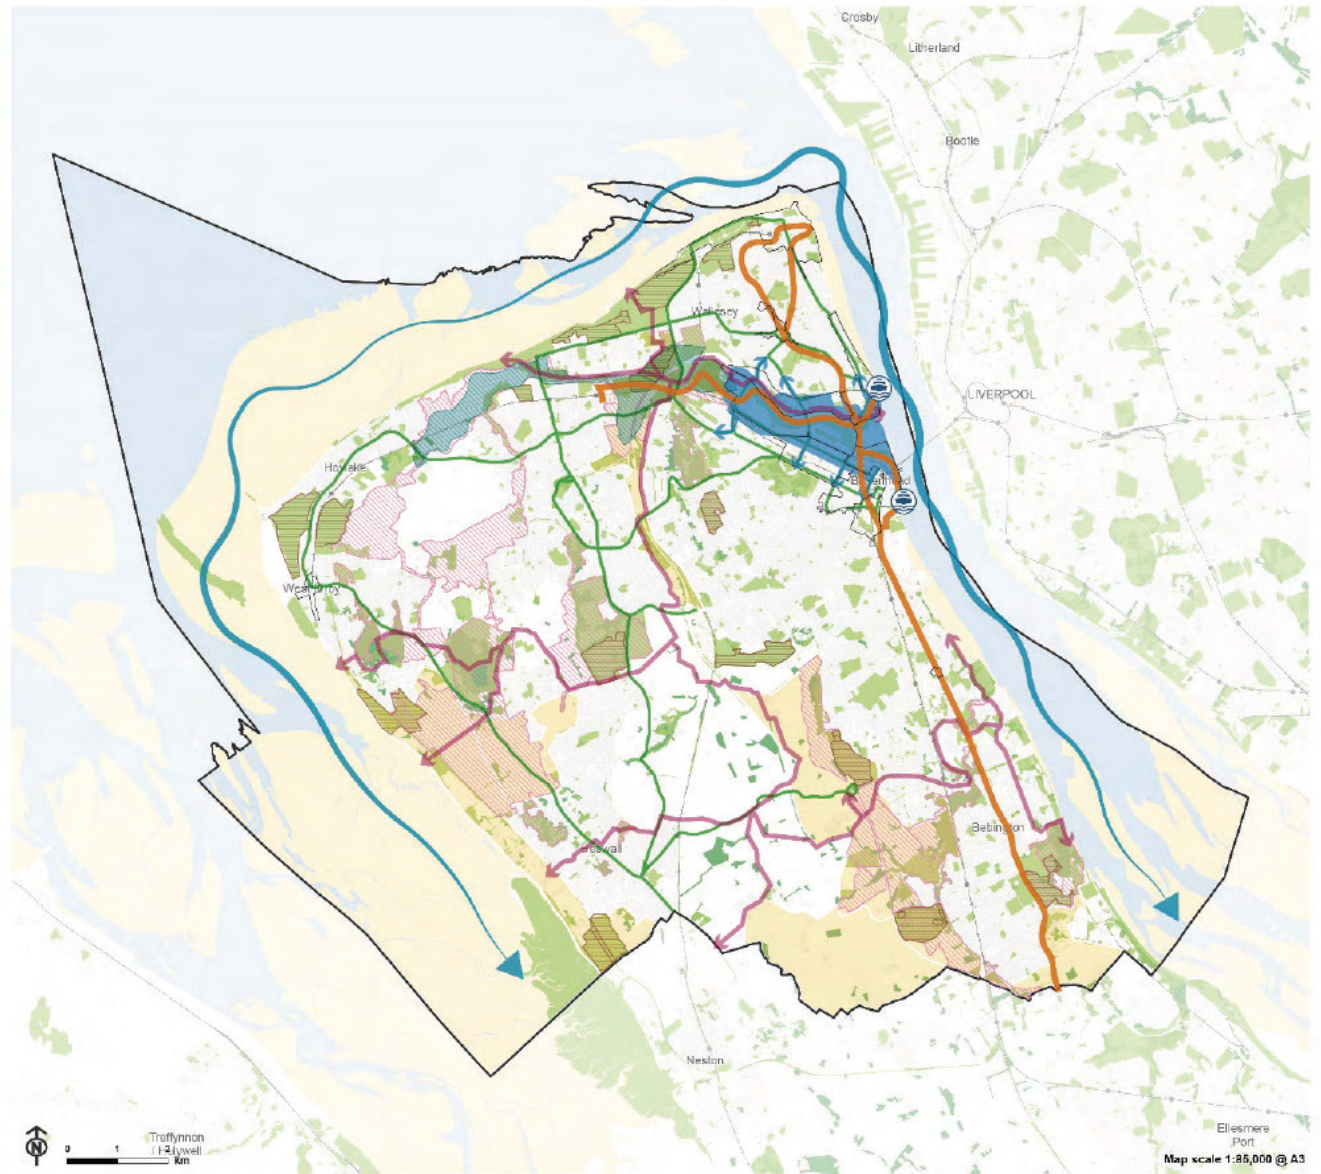 Crosby
Litherland
Bootle
Wallasey
LIVERPOOL
Hoylake
Birkenhead
West Kirby
Bebington
Heswall
Neston
Treffynnon
/ Holywell
Ellesmere
Port
N
0 1 2
Km
Map scale 1:85,000 @ A3